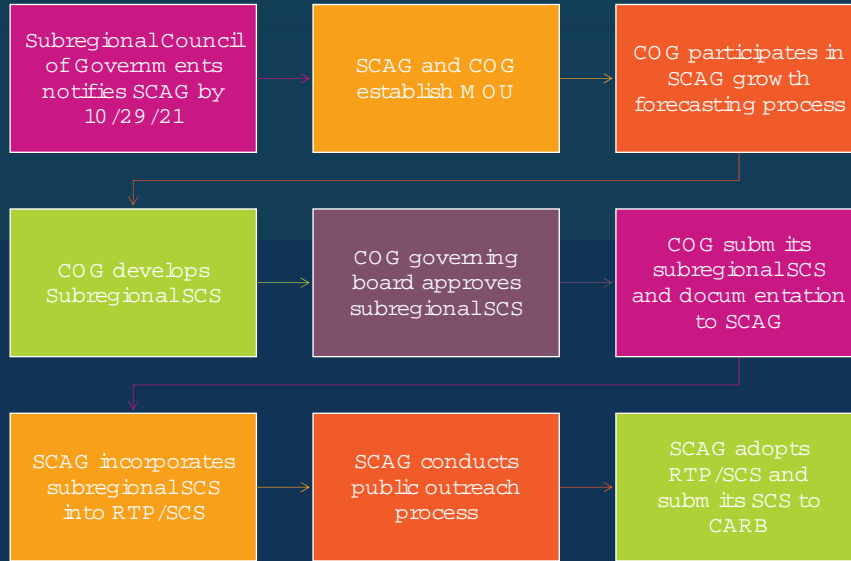 Subregional Council
of Governments
notifies SCAG by
10/29/21
SCAG and COG
establish MOU
COG participates in
SCAG growth
forecasting process
COG develops
Subregional SCS
COG governing
board approves
subregional SCS
COG submits
subregional SCS
and documentation
to SCAG
SCAG incorporates
subregional SCS
into RTP/SCS
SCAG conducts
public outreach
process
SCAG adopts
RTP/SCS and
submits SCS to
CARB